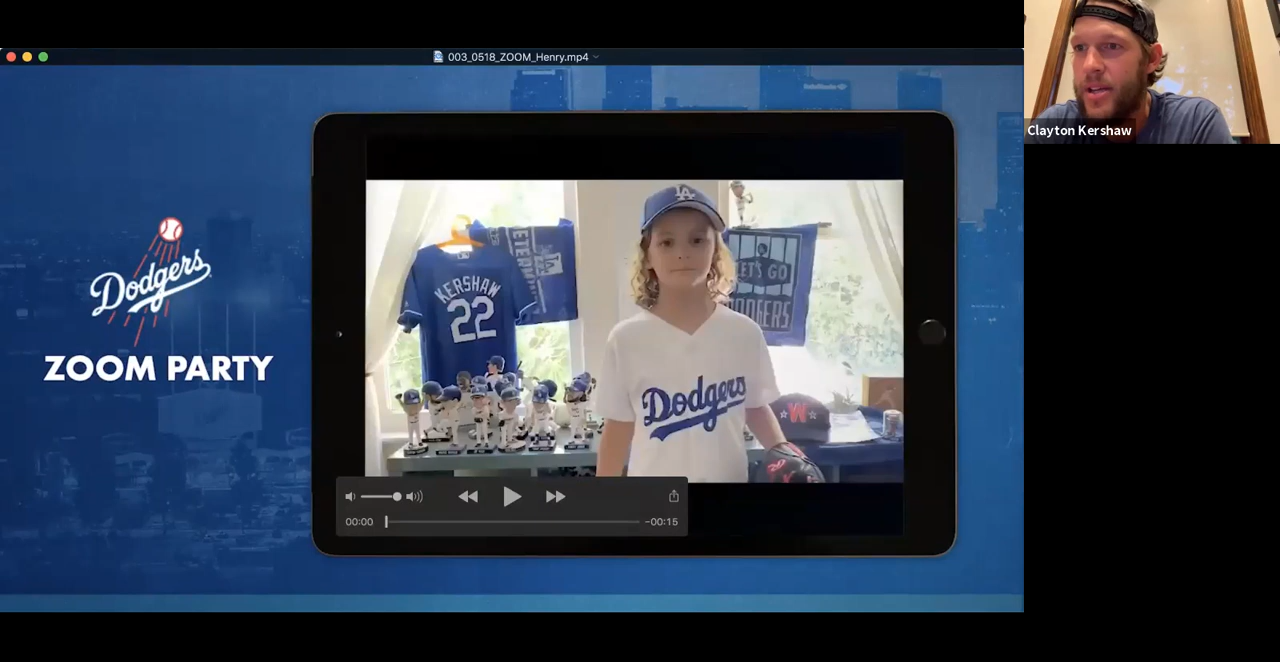 003_0518_ZOOM_Henry.mp4
Clayton Kershaw
Dodgers
ZOOM PARTY
KERSHAW
22
LA
LET'S GO
DODGERS
Dodgers
W
00:00
-00:15